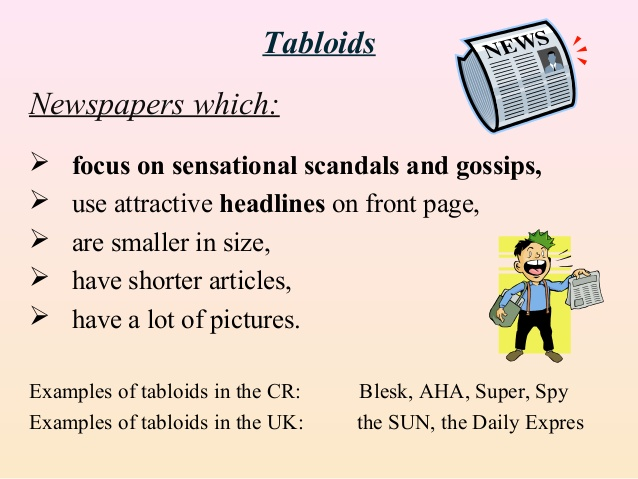 Tabloids
NEWS
Newspapers which:
focus on sensational scandals and gossips,
use attractive headlines on front page,
are smaller in size,
have shorter articles,
have a lot of pictures.
Examples of tabloids in the CR: Blesk, AHA, Super, Spy
Examples of tabloids in the UK: the SUN, the Daily Expres